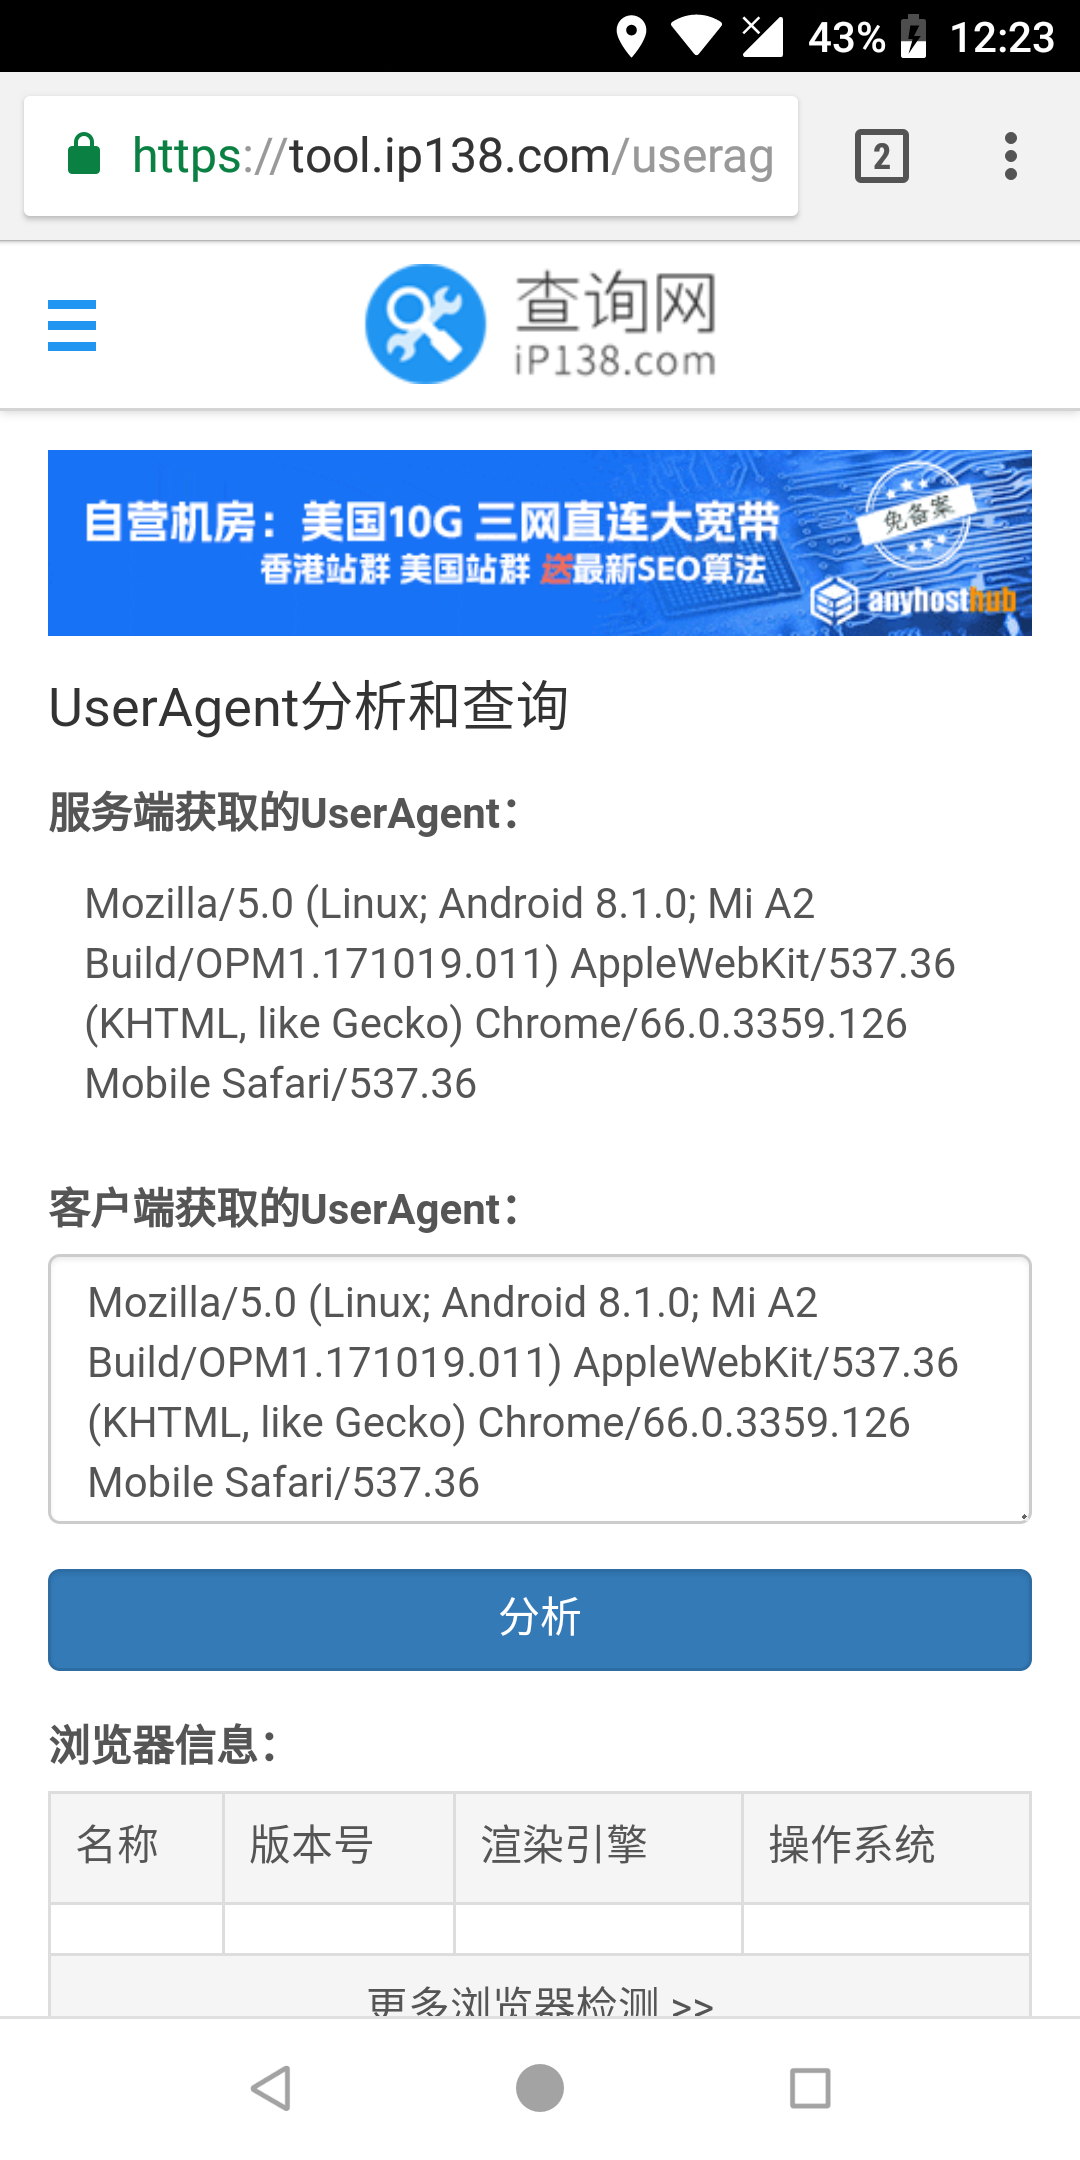 43% 12:23
https://tool.ip138.com/userag
2
查询网
iP138.com
自营机房：美国10G 三网直连大宽带
香港站群 美国站群 送最新SEO算法
免备案
anyhosthub
UserAgent分析和查询
服务端获取的UserAgent：
Mozilla/5.0 (Linux; Android 8.1.0; Mi A2
Build/OPM1.171019.011) AppleWebKit/537.36
(KHTML, like Gecko) Chrome/66.0.3359.126
Mobile Safari/537.36
客户端获取的UserAgent：
Mozilla/5.0 (Linux; Android 8.1.0; Mi A2
Build/OPM1.171019.011) AppleWebKit/537.36
(KHTML, like Gecko) Chrome/66.0.3359.126
Mobile Safari/537.36
分析
浏览器信息：
名称 版本号 渲染引擎 操作系统
更多浏览器检测 >>